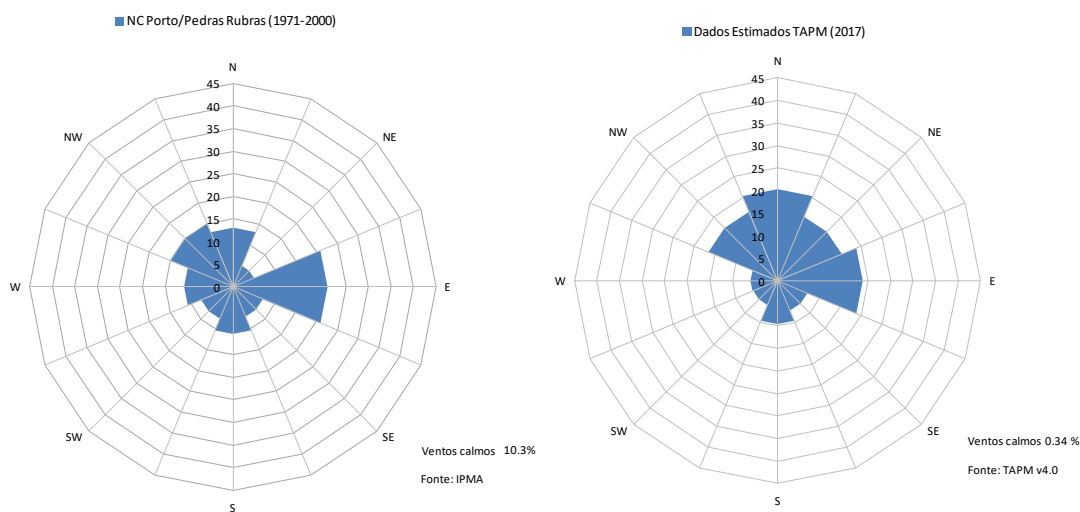 NC Porto/Pedras Rubras (1971-2000)
N
45
40
35
30
25
20
15
10
5
0
NW
NE
W
E
SW
SE
S
Ventos calmos 10.3%
Fonte: IPMA
Dados Estimados TAPM (2017)
N
45
40
35
30
25
20
15
10
5
0
NW
NE
W
E
SW
SE
S
Ventos calmos 0.34 %
Fonte: TAPM v4.0